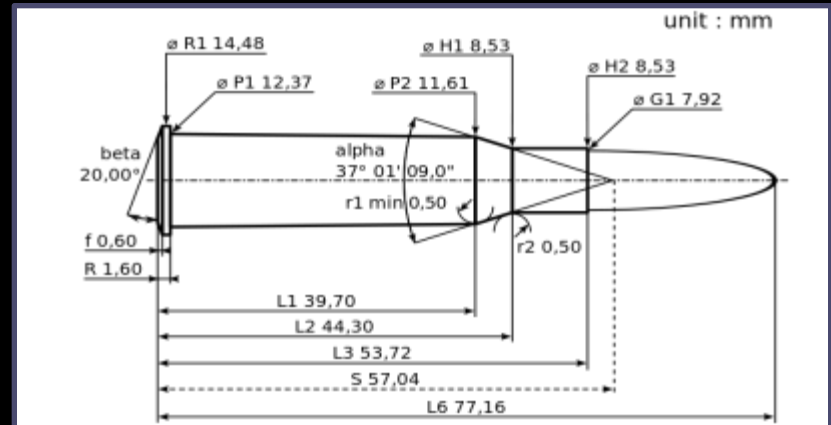 unit : mm
⌀ R1 14,48
⌀ H1 8,53
⌀ P1 12,37
⌀ P2 11,61
⌀ H2 8,53
⌀ G1 7,92
beta
20,00°
alpha
37° 01' 09,0"
r1 min 0,50
r2 0,50
f 0,60
R 1,60
L1 39,70
L2 44,30
L3 53,72
S 57,04
L6 77,16